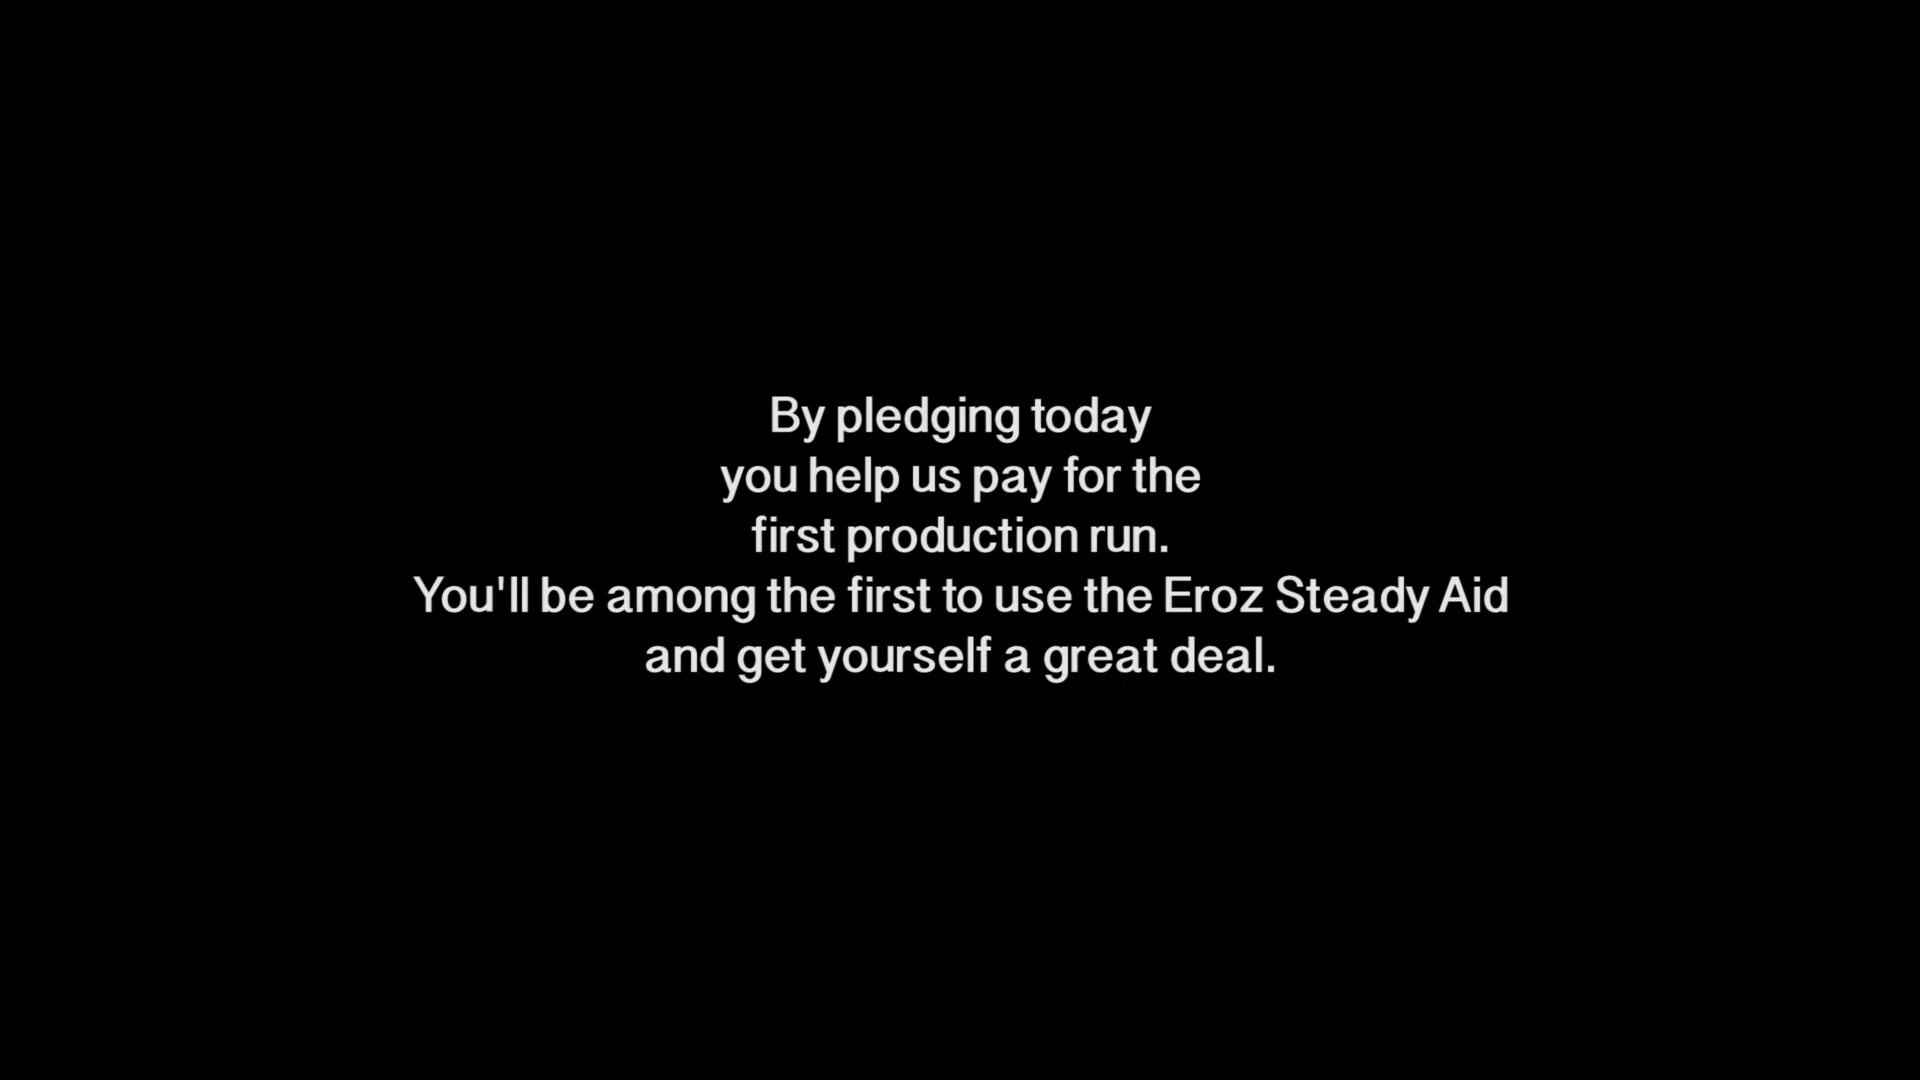 By pledging today
you help us pay for the
first production run.
You'll be among the first to use the Eroz Steady Aid
and get yourself a great deal.